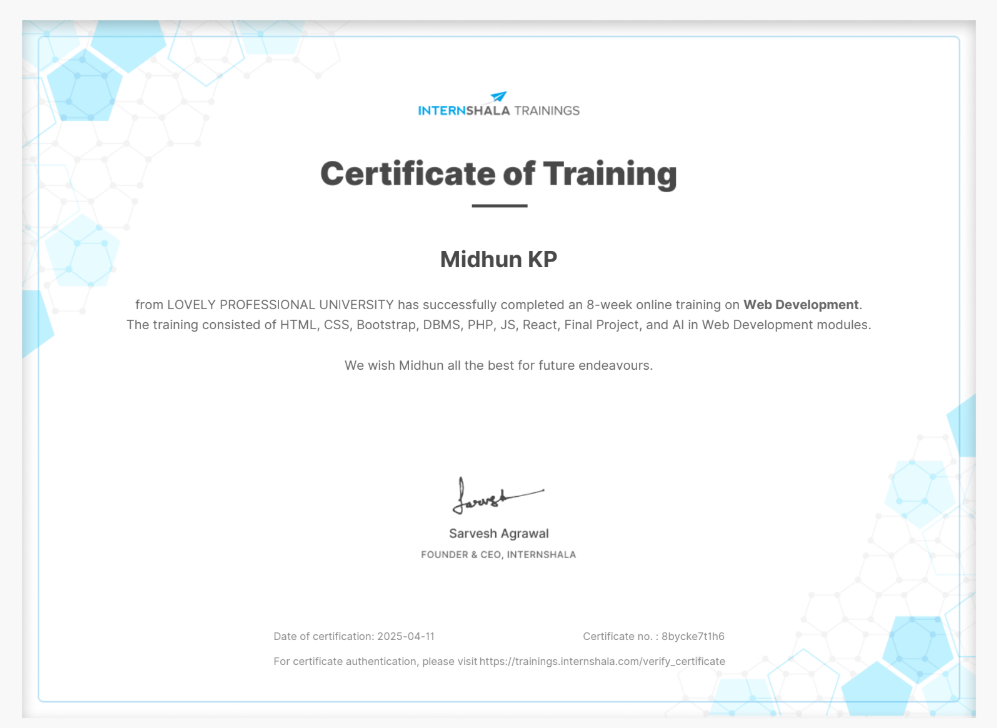 INTERNSHALA TRAININGS
Certificate of Training
Midhun KP
from LOVELY PROFESSIONAL UNIVERSITY has successfully completed an 8-week online training on Web Development.
The training consisted of HTML, CSS, Bootstrap, DBMS, PHP, JS, React, Final Project, and AI in Web Development modules.
We wish Midhun all the best for future endeavours.
Sarvesh
Sarvesh Agrawal
FOUNDER & CEO, INTERNSHALA
Date of certification: 2025-04-11 Certificate no. : 8bycke7t1h6
For certificate authentication, please visit https://trainings.internshala.com/verify_certificate